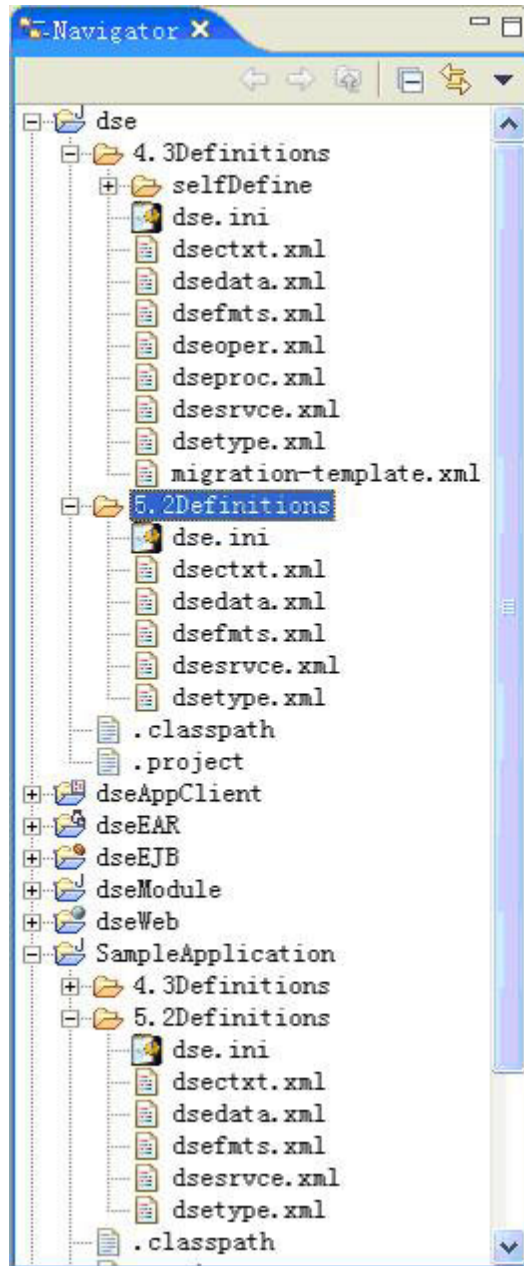 Navigator
dse
4.3Definitions
selfDefine
dse.ini
dsectxt.xml
dsedata.xml
dsefmts.xml
dseoper.xml
dseproc.xml
dsesrvce.xml
dsetype.xml
migration-template.xml
5.2Definitions
dse.ini
dsectxt.xml
dsedata.xml
dsefmts.xml
dsesrvce.xml
dsetype.xml
.classpath
.project
dseAppClient
dseEAR
dseEJB
dseModule
dseWeb
SampleApplication
4.3Definitions
5.2Definitions
dse.ini
dsectxt.xml
dsedata.xml
dsefmts.xml
dsesrvce.xml
dsetype.xml
.classpath